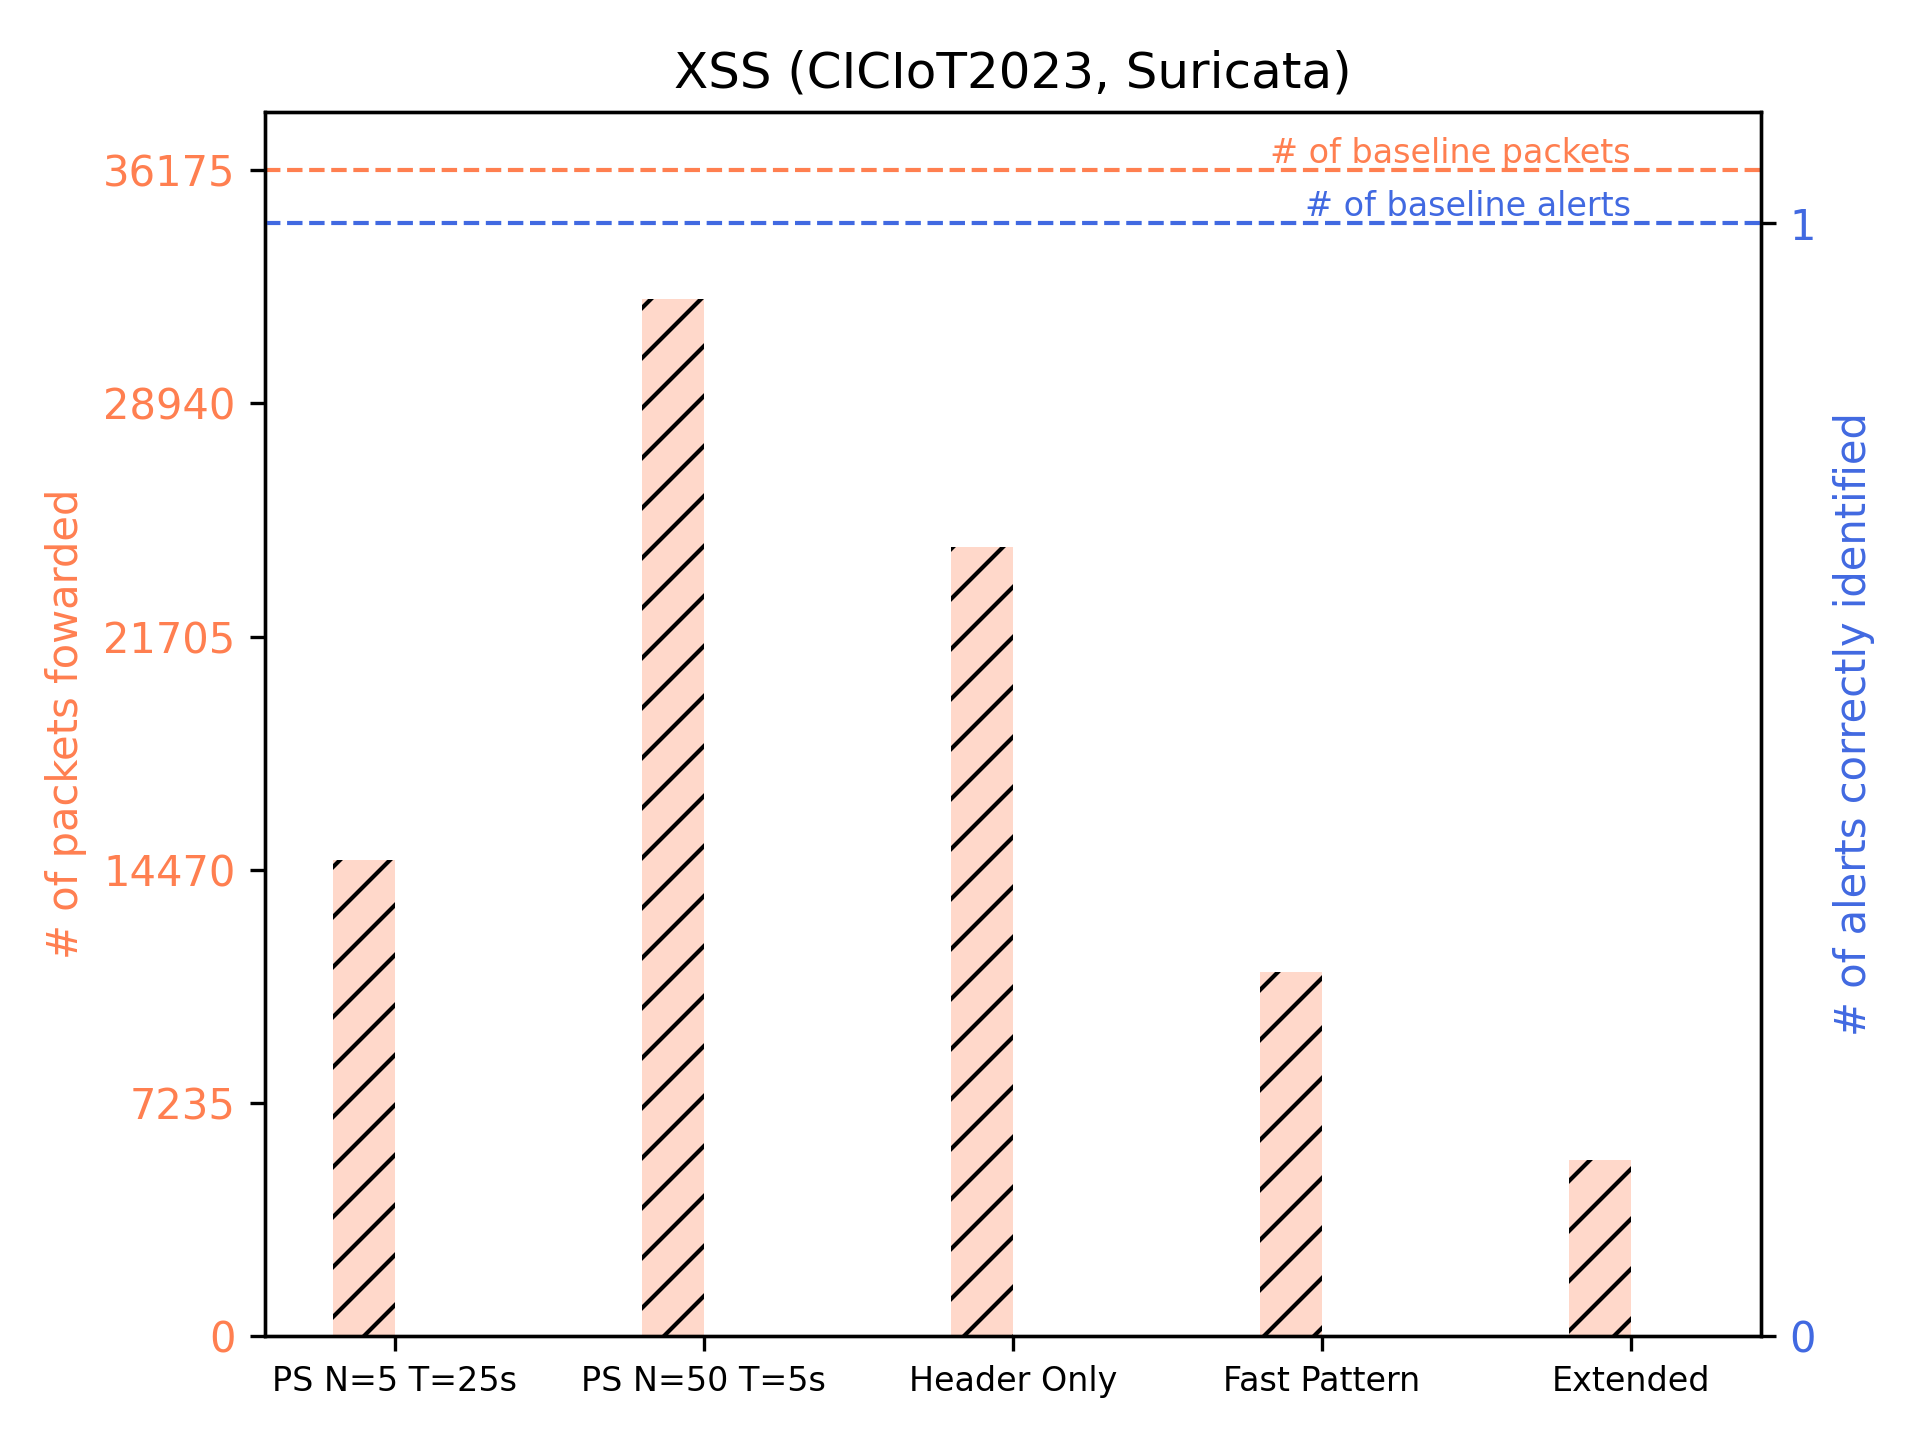 XSS (CICIoT2023, Suricata)
# of baseline packets
# of baseline alerts
# of packets fowarded
36175
28940
21705
14470
7235
0
1
0
# of alerts correctly identified
PS N=5 T=25s
PS N=50 T=5s
Header Only
Fast Pattern
Extended